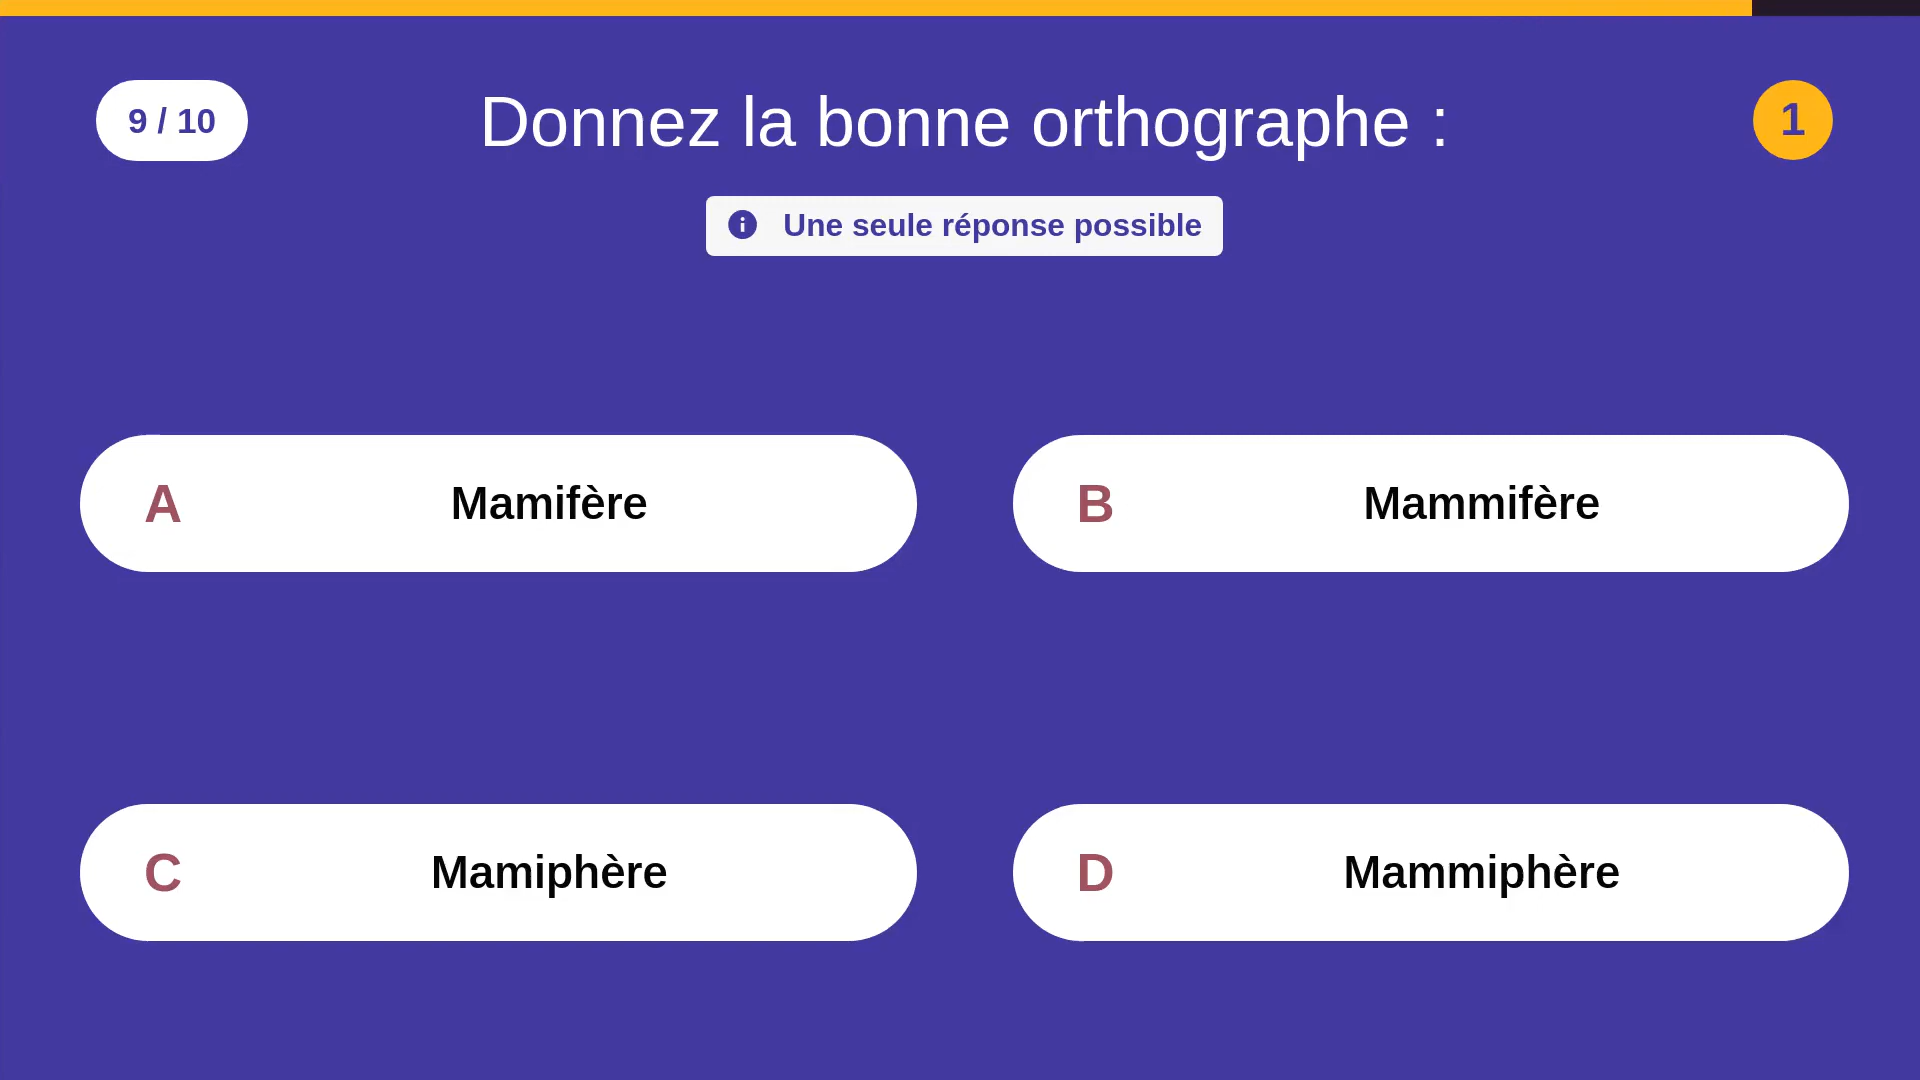 9 / 10
Donnez la bonne orthographe :
1
Une seule réponse possible
A
Mamifère
B
Mammifère
C
Mamiphère
D
Mammiphère